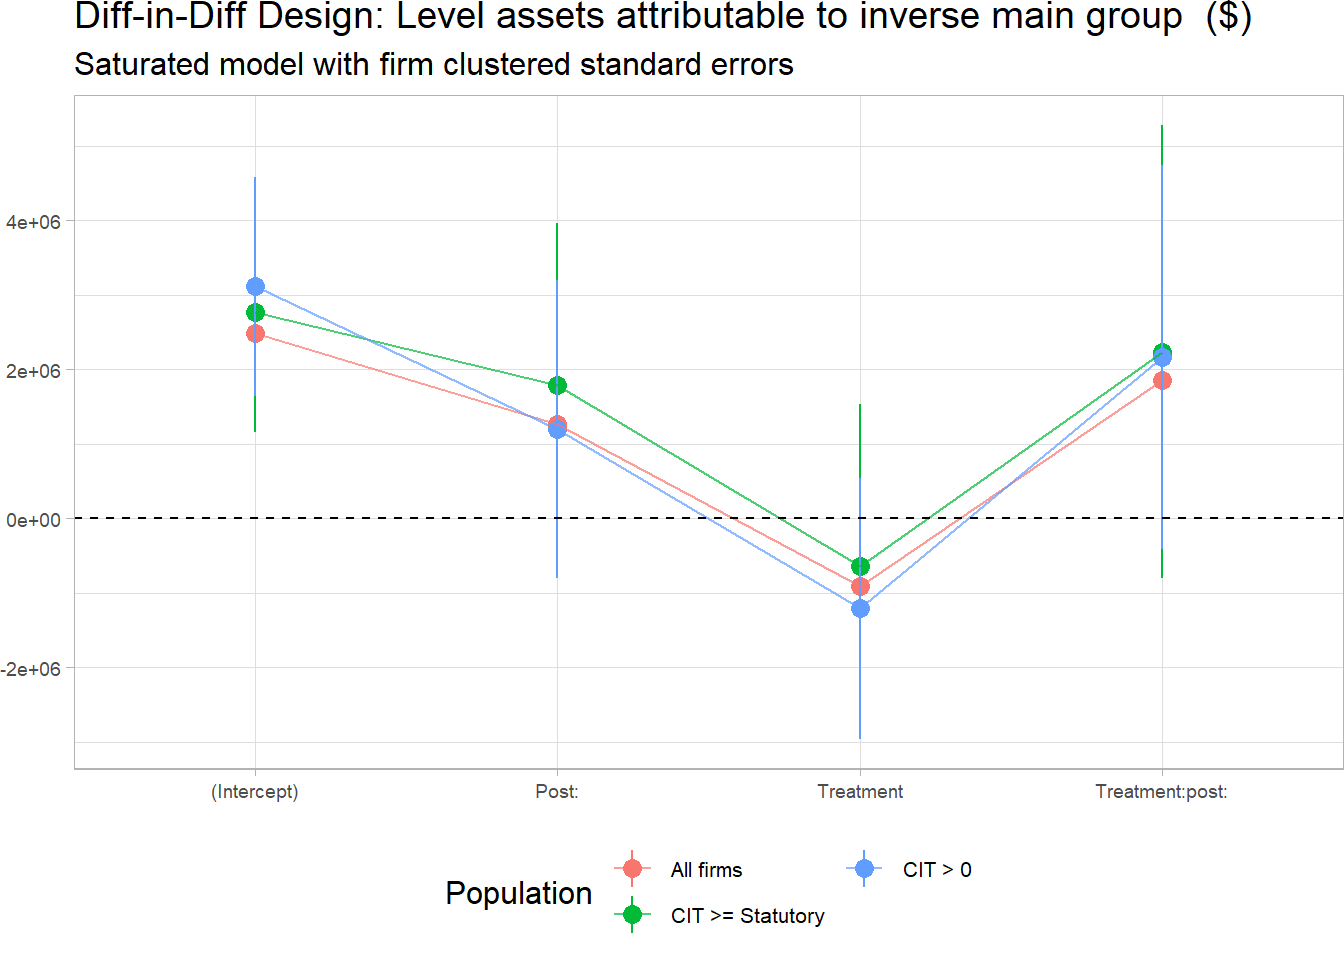 Diff-in-Diff Design: Level assets attributable to inverse main group  ($)
Saturated model with firm clustered standard errors
4e+06
2e+06
0e+00
-2e+06
(Intercept) Post: Treatment Treatment:post:
Population
All firms
CIT > 0
CIT >= Statutory